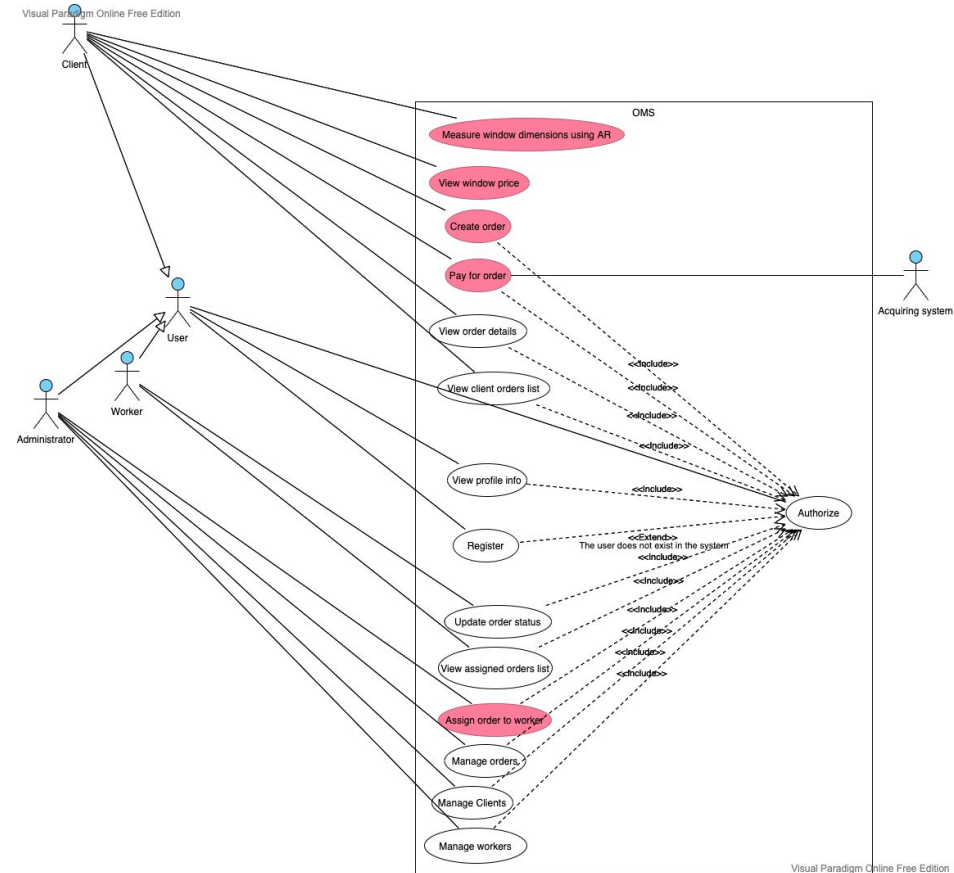 Visual Paradigm Online Free Edition
Client
OMS
Measure window dimensions using AR
View window price
Create order
Pay for order
Acquiring system
User
View order details
<<Include>>
View client orders list
<<Include>>
Worker
<<Include>>
Administrator
<<Include>>
View profile info
<<Include>>
Authorize
<<Extend>>
Register
The user does not exist in the system
<<Include>>
<<Include>>
<<Include>>
Update order status
<<Include>>
<<Include>>
View assigned orders list
<<Include>>
Assign order to worker
Manage orders
Manage Clients
Manage workers
Visual Paradigm Online Free Edition